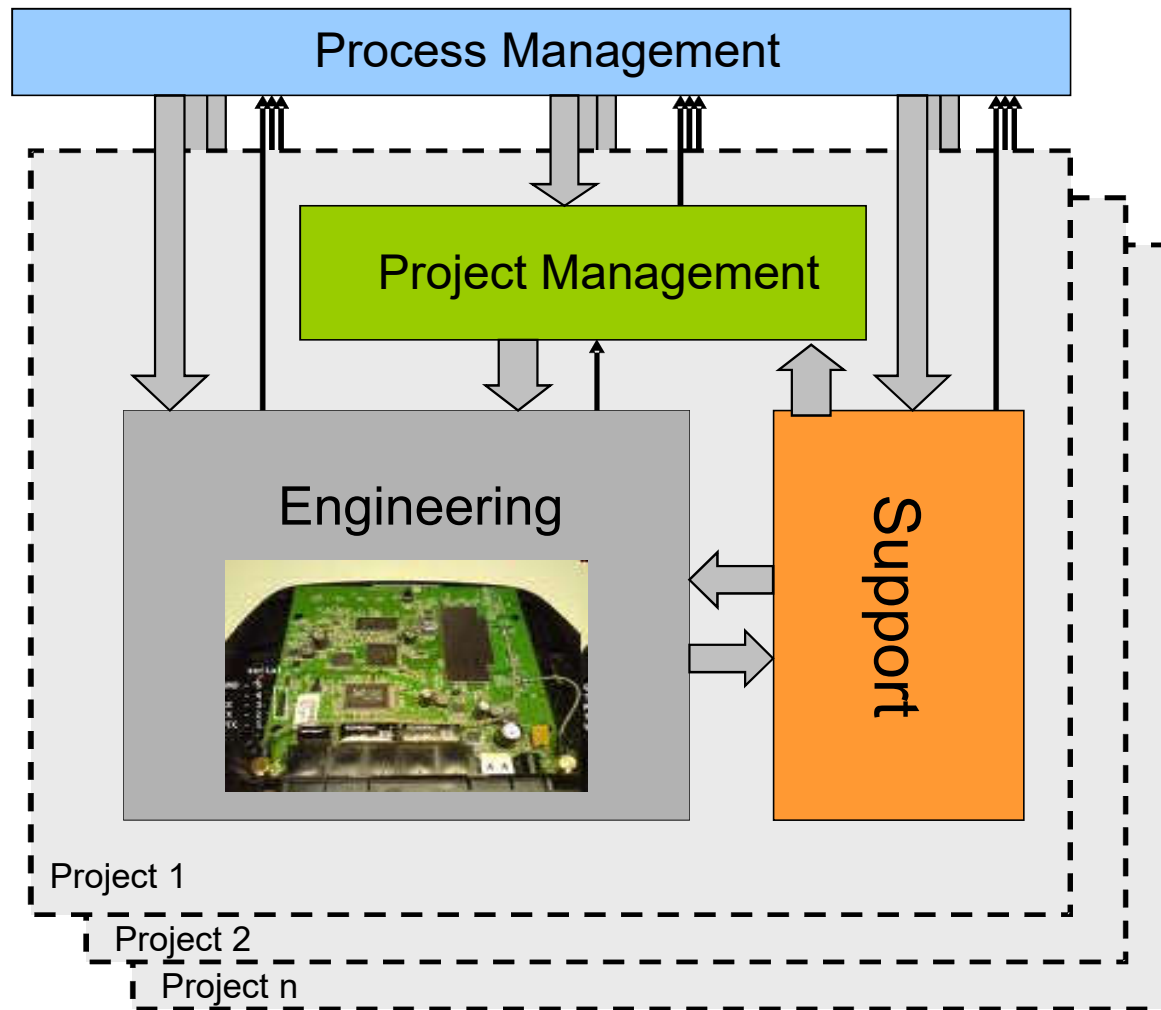 Process Management
Project Management
Engineering
Support
Project 1
Project 2
Project n